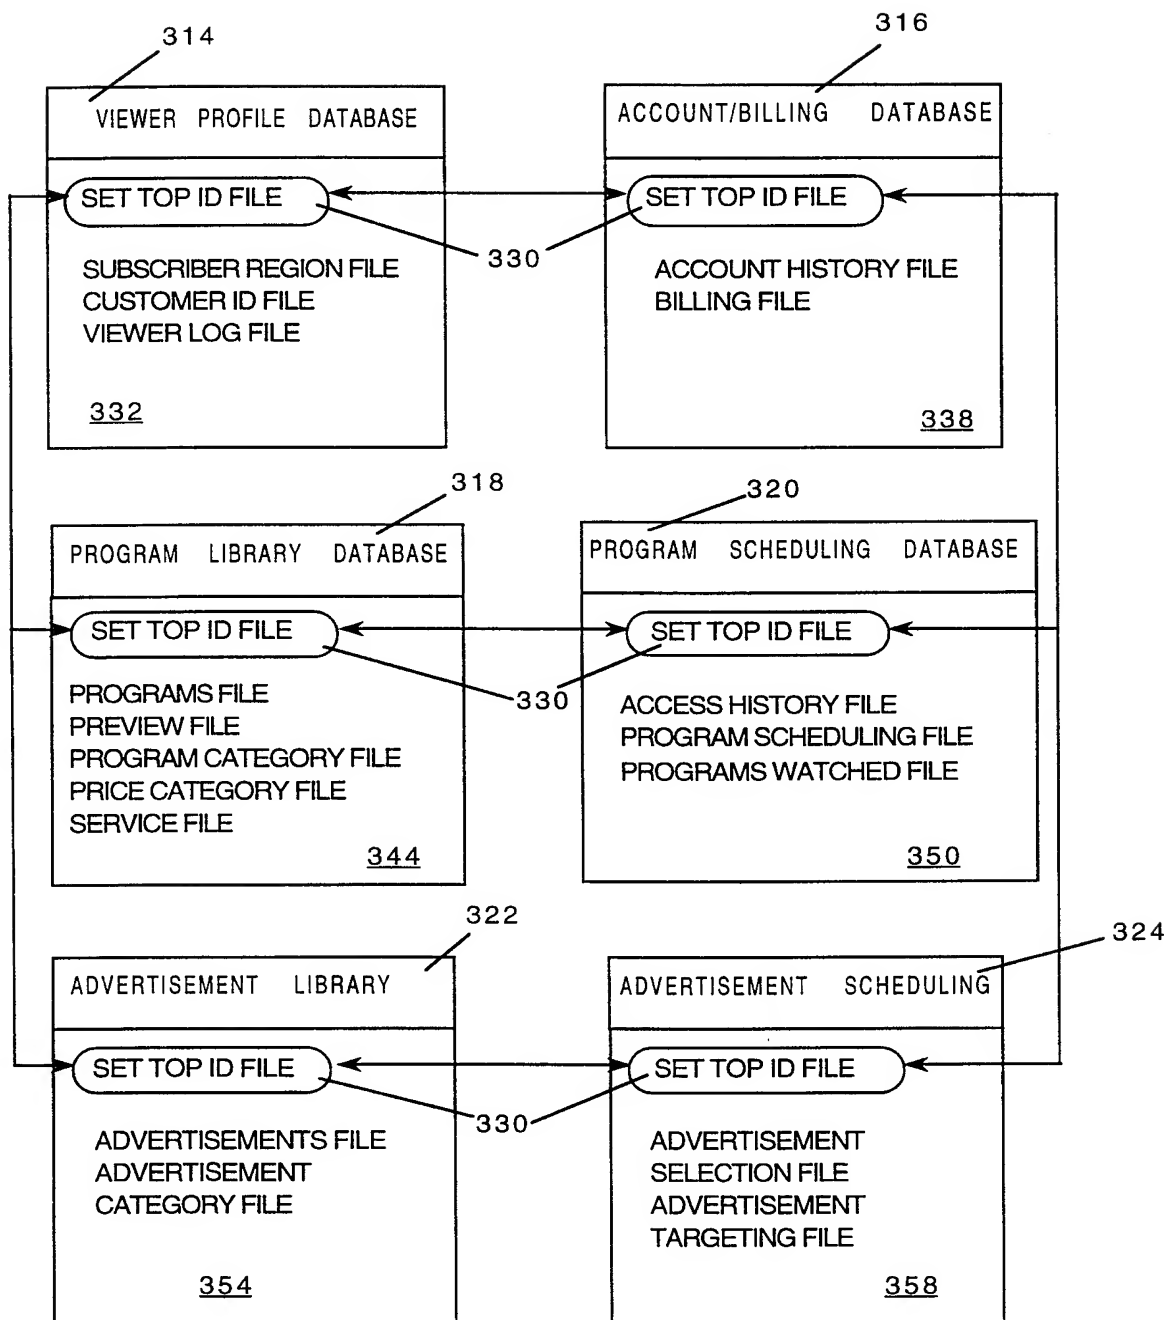 314
316
VIEWER PROFILE DATABASE
SET TOP ID FILE
SUBSCRIBER REGION FILE
CUSTOMER ID FILE
VIEWER LOG FILE
332
ACCOUNT/BILLING DATABASE
SET TOP ID FILE
330
ACCOUNT HISTORY FILE
BILLING FILE
338
318
320
PROGRAM LIBRARY DATABASE
SET TOP ID FILE
PROGRAMS FILE
PREVIEW FILE
PROGRAM CATEGORY FILE
PRICE CATEGORY FILE
SERVICE FILE
344
PROGRAM SCHEDULING DATABASE
SET TOP ID FILE
330
ACCESS HISTORY FILE
PROGRAM SCHEDULING FILE
PROGRAMS WATCHED FILE
350
322
324
ADVERTISEMENT LIBRARY
SET TOP ID FILE
ADVERTISEMENTS FILE
ADVERTISEMENT
CATEGORY FILE
354
ADVERTISEMENT SCHEDULING
SET TOP ID FILE
330
ADVERTISEMENT
SELECTION FILE
ADVERTISEMENT
TARGETING FILE
358